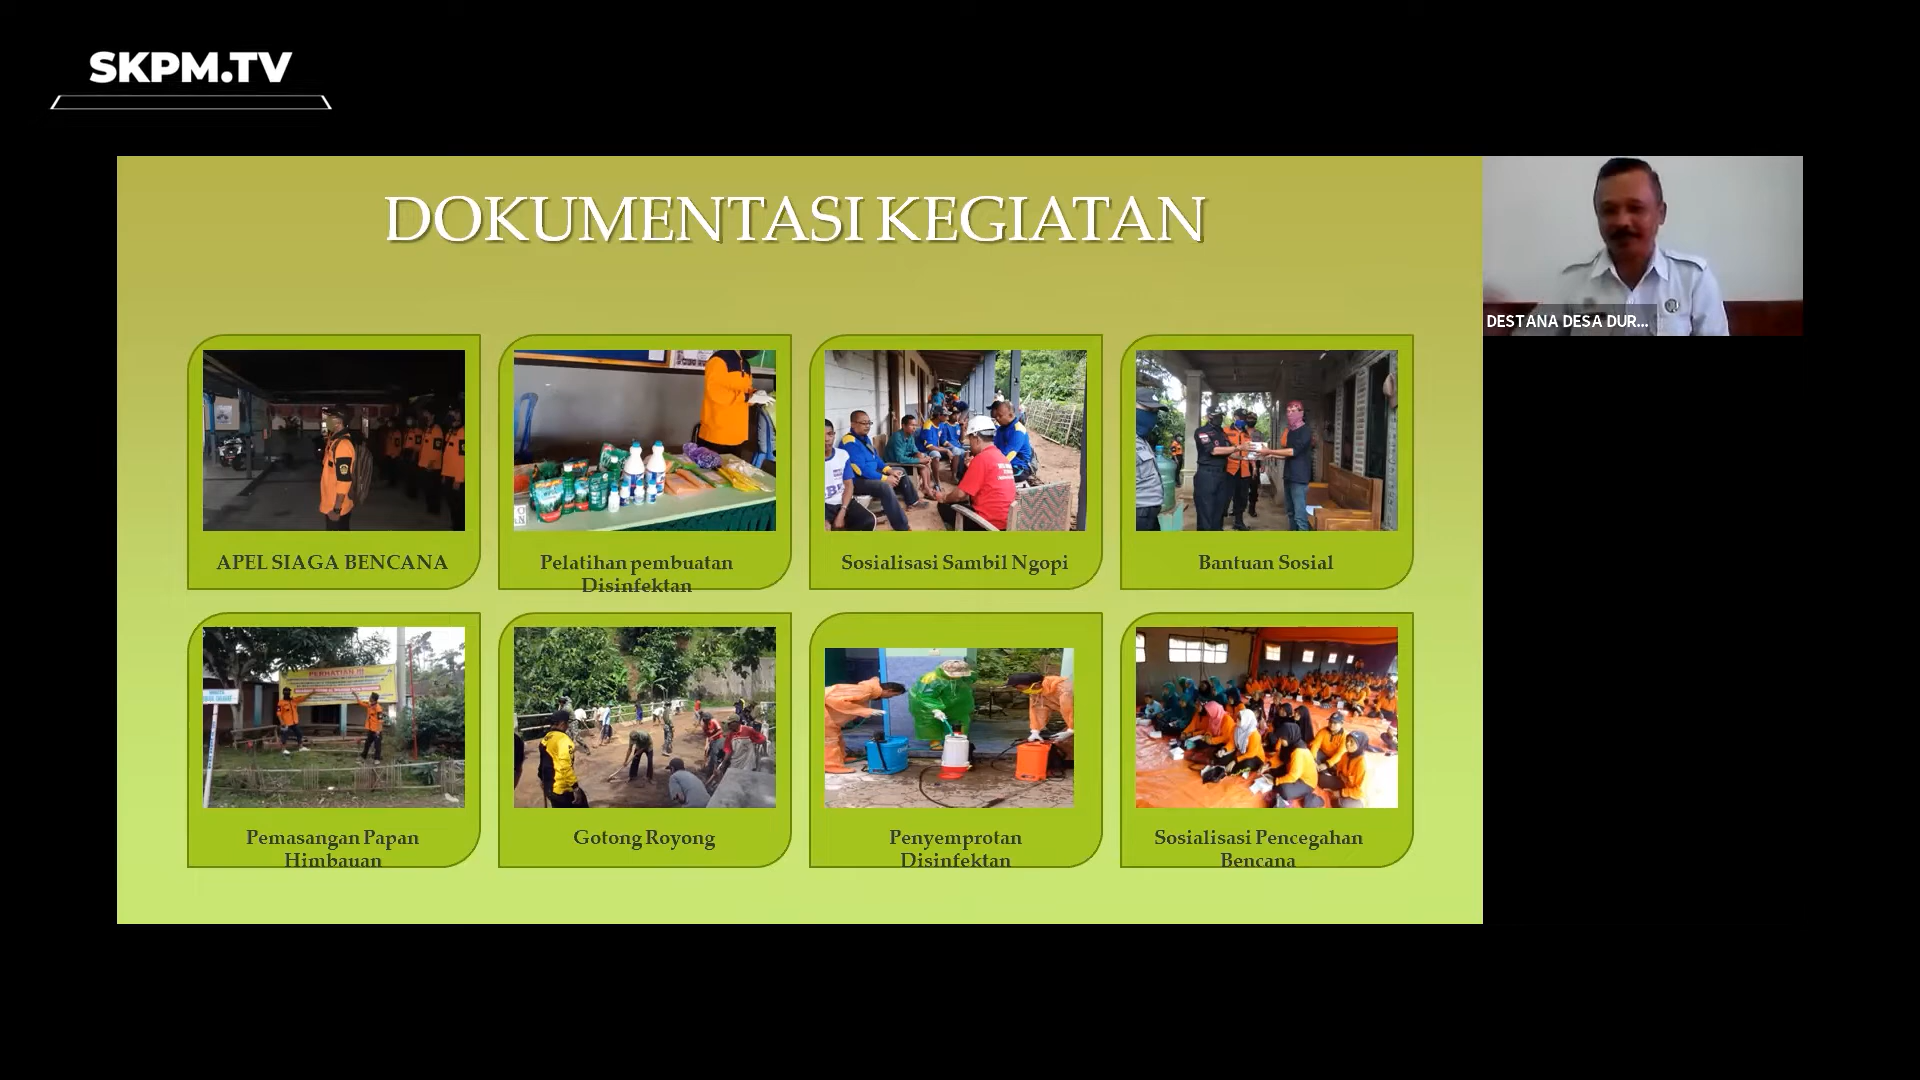 SKPM.TV
DOKUMENTASI KEGIATAN
DESTANA DESA DUR...
APEL SIAGA BENCANA
Pelatihan pembuatan
Disinfektan
Sosialisasi Sambil Ngopi
Bantuan Sosial
PERHATIAN !!!
Pemasangan Papan
Himbauan
Gotong Royong
Penyemprotan
Disinfektan
Sosialisasi Pencegahan
Bencana